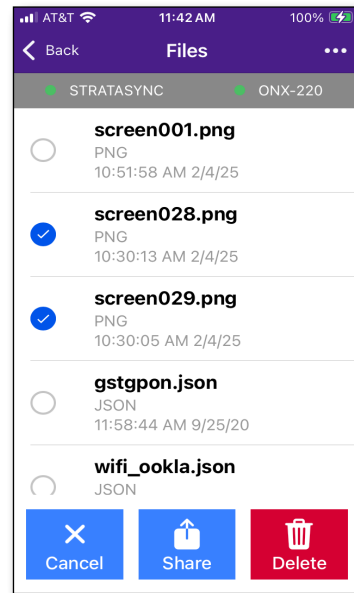 AT&T 11:42 AM 100%
Back Files
STRATASYNC ONX-220
screen001.png
PNG
10:51:58 AM 2/4/25
screen028.png
PNG
10:30:13 AM 2/4/25
screen029.png
PNG
10:30:05 AM 2/4/25
gstgpon.json
JSON
11:58:44 AM 9/25/20
wifi_ookla.json
JSON
Cancel Share Delete